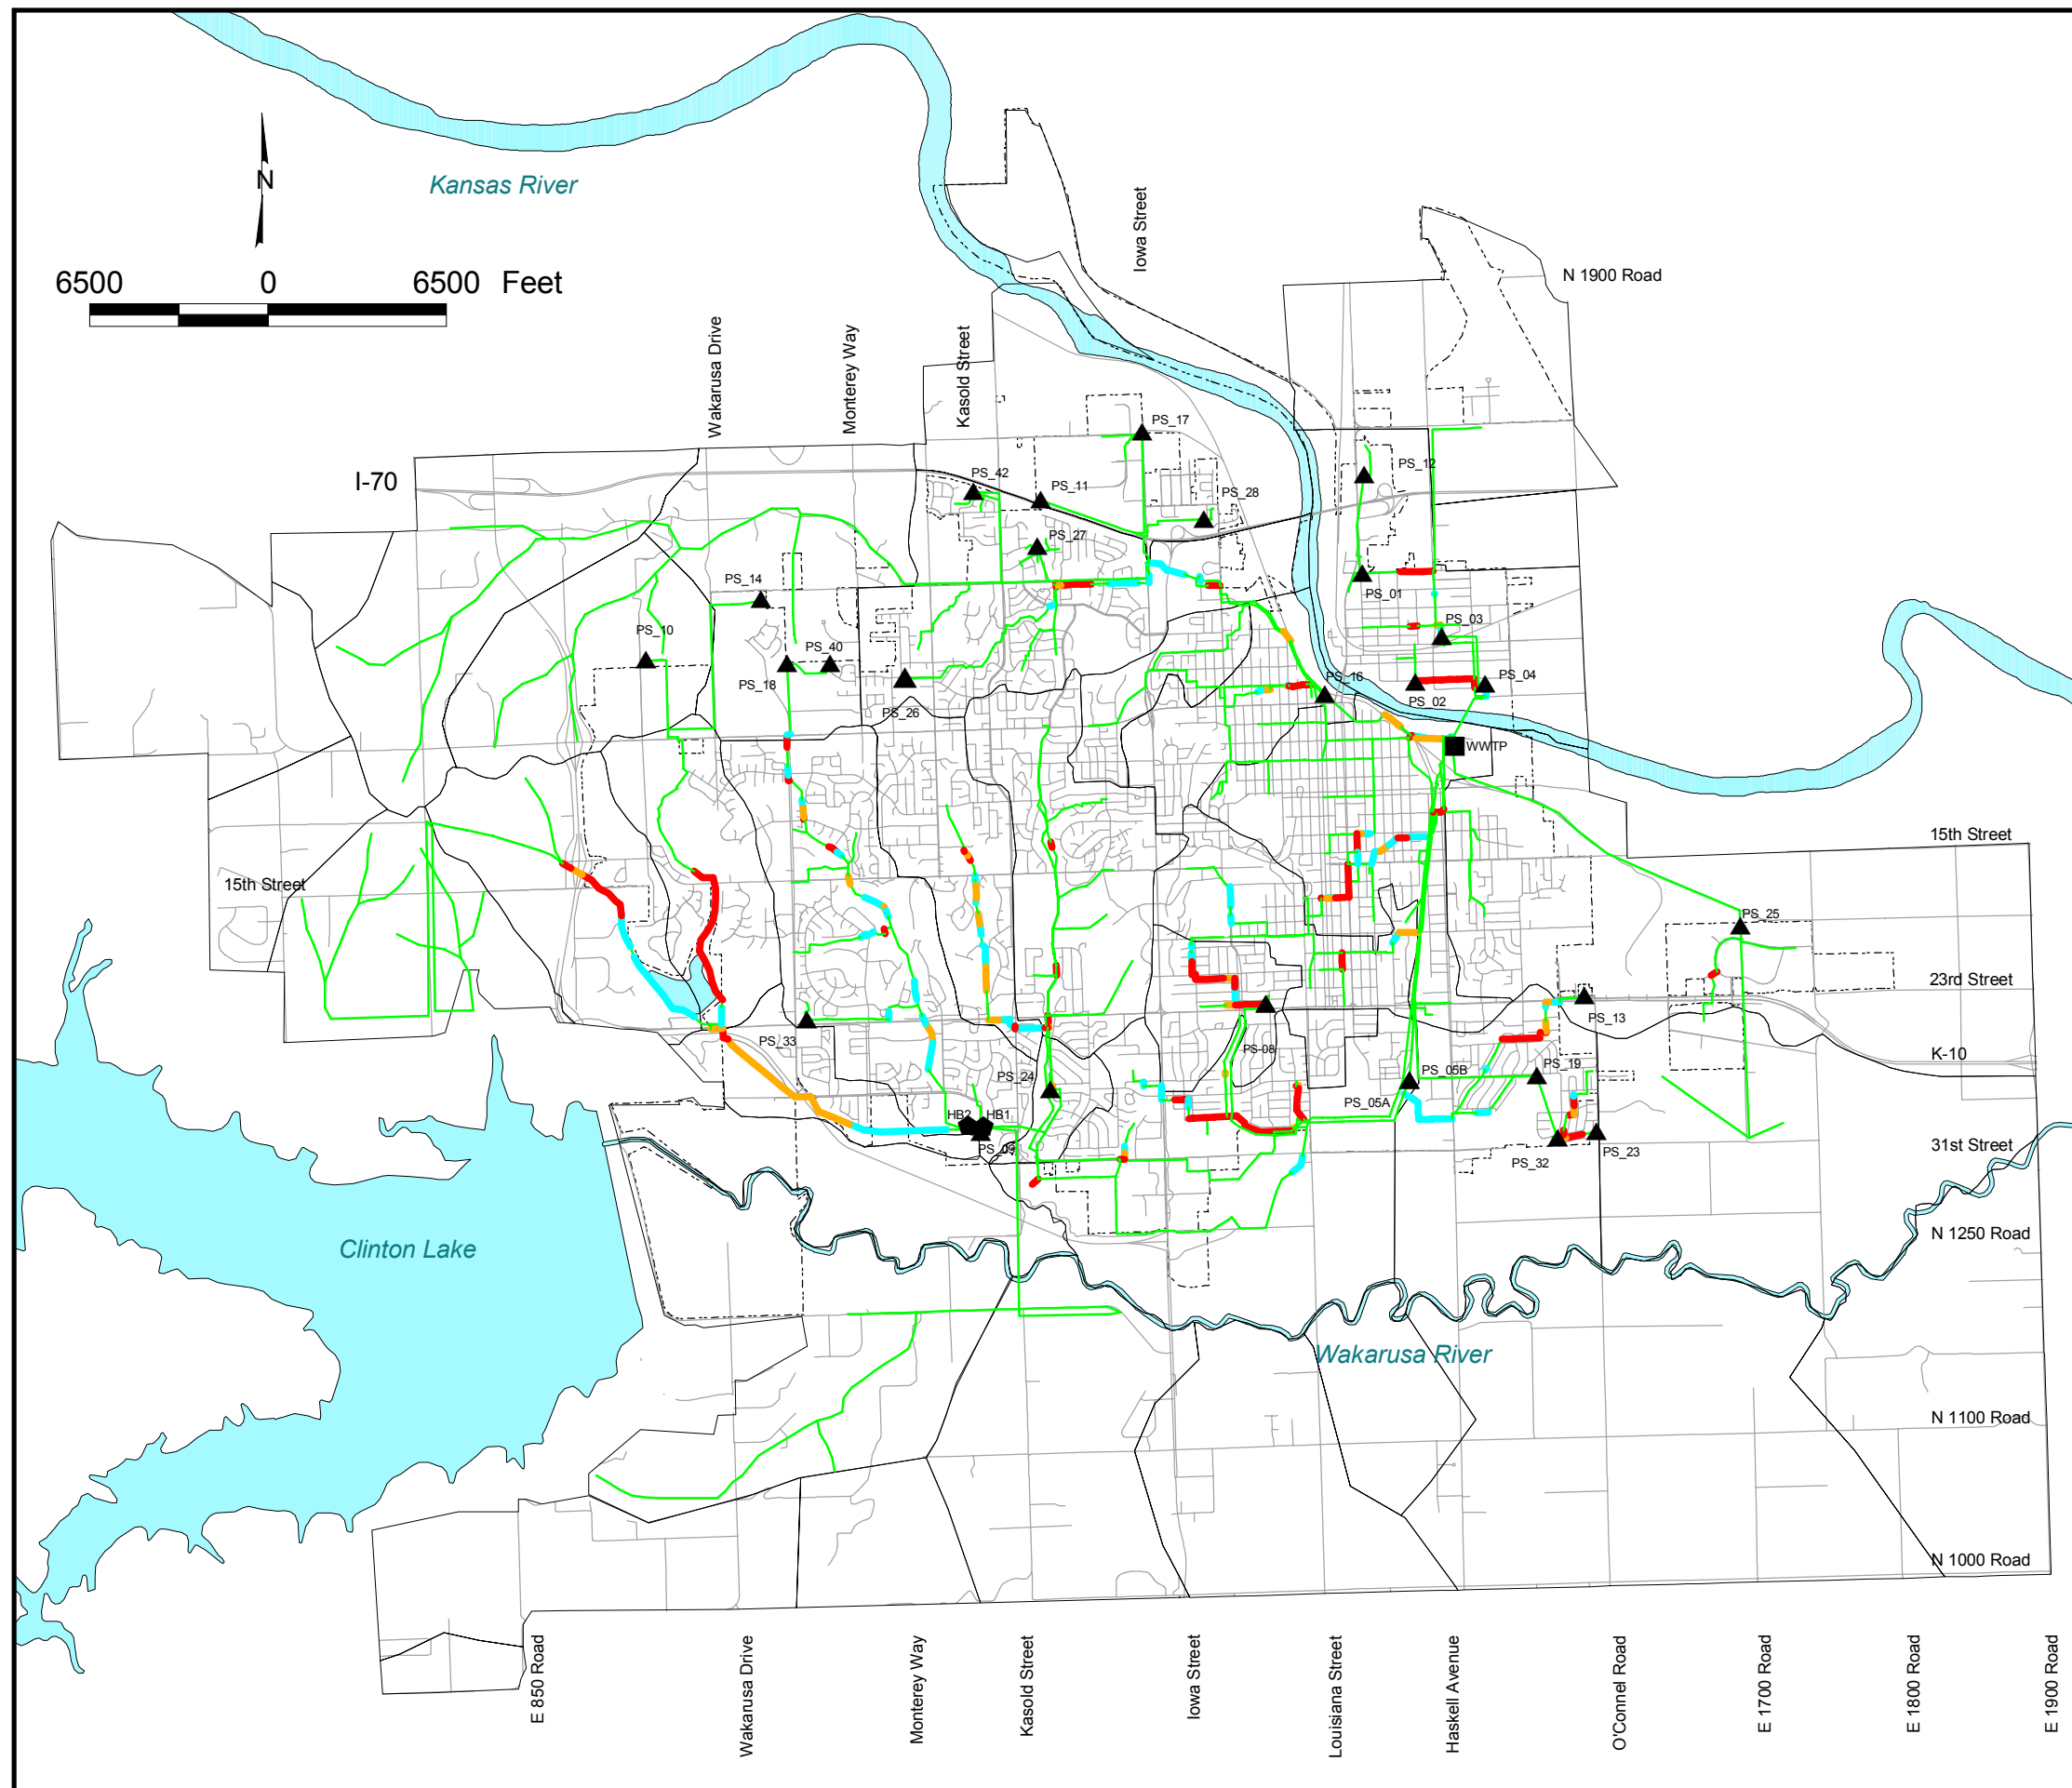 N
Kansas River
6500 0 6500 Feet
Iowa Street
N 1900 Road
Wakarusa Drive
Monterey Way
Kasold Street
I-70
PS_17
PS_42
PS_11
PS_28
PS_12
PS_27
PS_14
PS_01
PS_10
PS_40
PS_03
PS_18
PS_26
PS_16
PS_02
PS_04
WWTP
15th Street
15th Street
PS_25
23rd Street
PS_33
PS_13
PS-08
K-10
PS_24
PS_05B
PS_19
PS_05A
HB2
HB1
PS_09
PS_32
PS_23
31st Street
Clinton Lake
N 1250 Road
Wakarusa River
N 1100 Road
N 1000 Road
E 850 Road
Wakarusa Drive
Monterey Way
Kasold Street
Iowa Street
Louisiana Street
Haskell Avenue
O'Connel Road
E 1700 Road
E 1800 Road
E 1900 Road